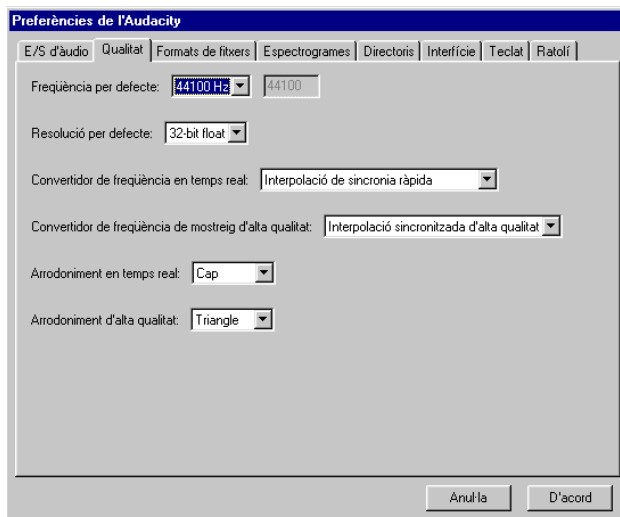 Preferències de l'Audacity
E/S d'àudio Qualitat Formats de fitxers Espectrogrames Directoris Interfície Teclat Ratolí
Freqüència per defecte: 44100 Hz 44100
Resolució per defecte: 32-bit float
Convertidor de freqüència en temps real: Interpolació de sincronia ràpida
Convertidor de freqüència de mostreig d'alta qualitat: Interpolació sincronitzada d'alta qualitat
Arrodoniment en temps real: Cap
Arrodoniment d'alta qualitat: Triangle
Anul·la D'acord